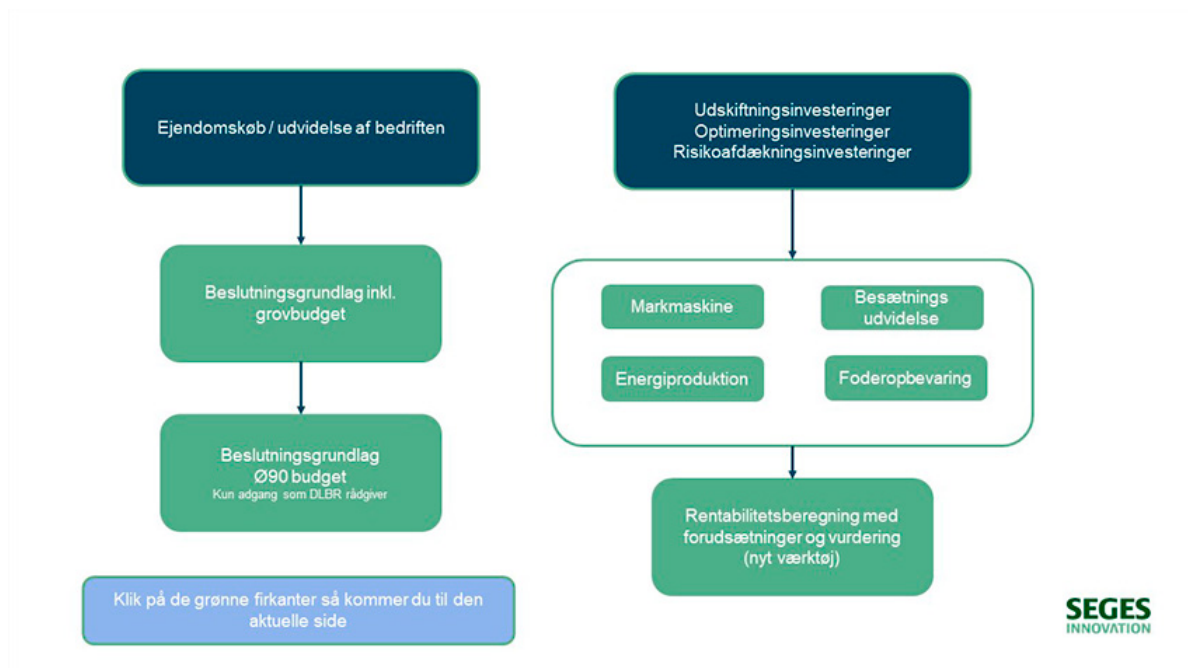 Ejendomskøb / udvidelse af bedriften
Beslutningsgrundlag inkl.
grovbudget
Beslutningsgrundlag
Ø90 budget
Kun adgang som DLBR rådgiver
Klik på de grønne firkanter så kommer du til den
aktuelle side
Udskiftningsinvesteringer
Optimeringsinvesteringer
Risikoafdækningsinvesteringer
Markmaskine
Besætnings
udvidelse
Energiproduktion
Foderopbevaring
Rentabilitetsberegning med
forudsætninger og vurdering
(nyt værktøj)
SEGES
INNOVATION